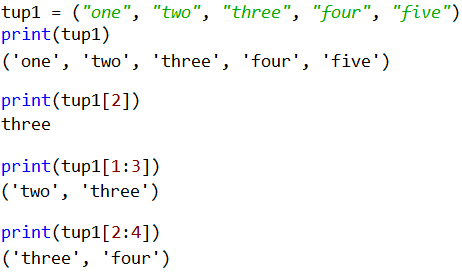 tup1 = ("one", "two", "three", "four", "five")
print(tup1)
('one', 'two', 'three', 'four', 'five')
print(tup1[2])
three
print(tup1[1:3])
('two', 'three')
print(tup1[2:4])
('three', 'four')